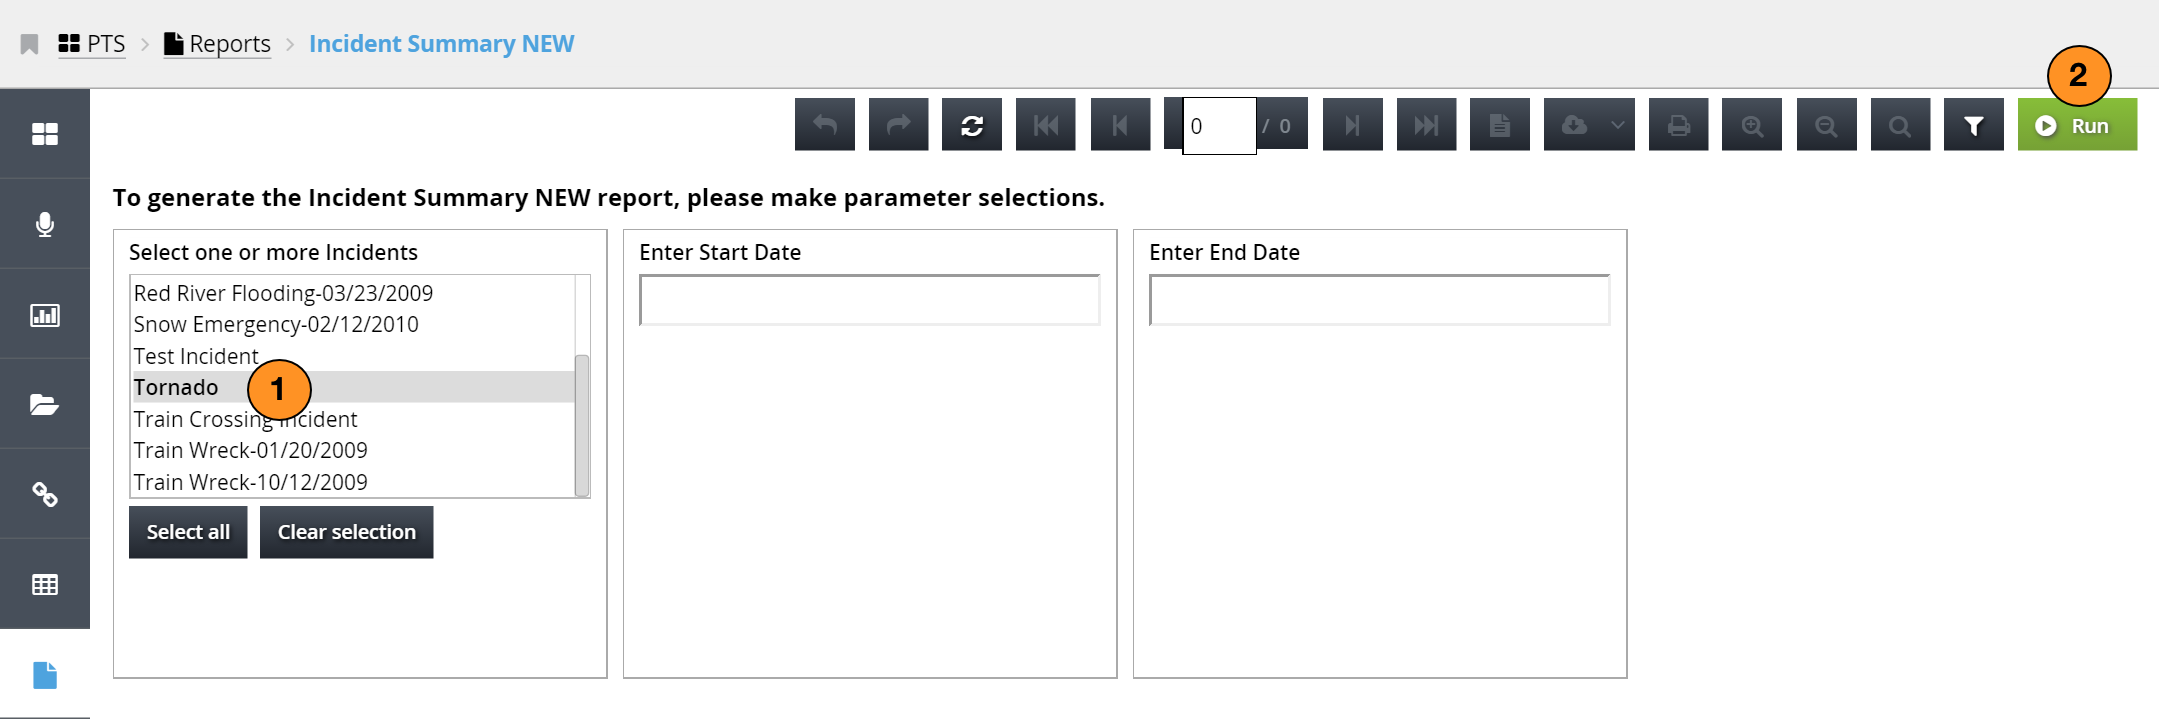 PTS > Reports > Incident Summary NEW
2
0 / 0 Run
To generate the Incident Summary NEW report, please make parameter selections.
Select one or more Incidents
Red River Flooding-03/23/2009
Snow Emergency-02/12/2010
Test Incident
Tornado
1
Train Crossing Incident
Train Wreck-01/20/2009
Train Wreck-10/12/2009
Select all Clear selection
Enter Start Date
Enter End Date